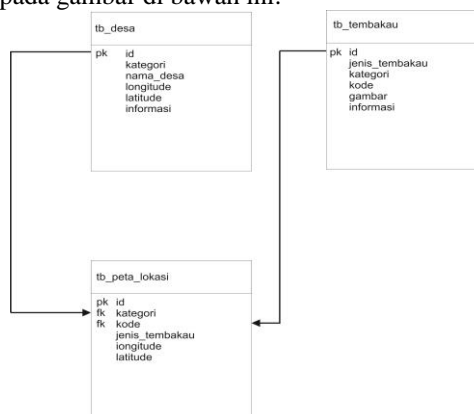 pada gambar di bawah ini:
tb_desa
pk id
kategori
nama_desa
longitude
latitude
informasi
tb_tembakau
pk id
jenis_tembakau
kategori
kode
gambar
informasi
tb_peta_lokasi
pk id
fk kategori
fk kode
jenis_tembakau
iongitude
latitude